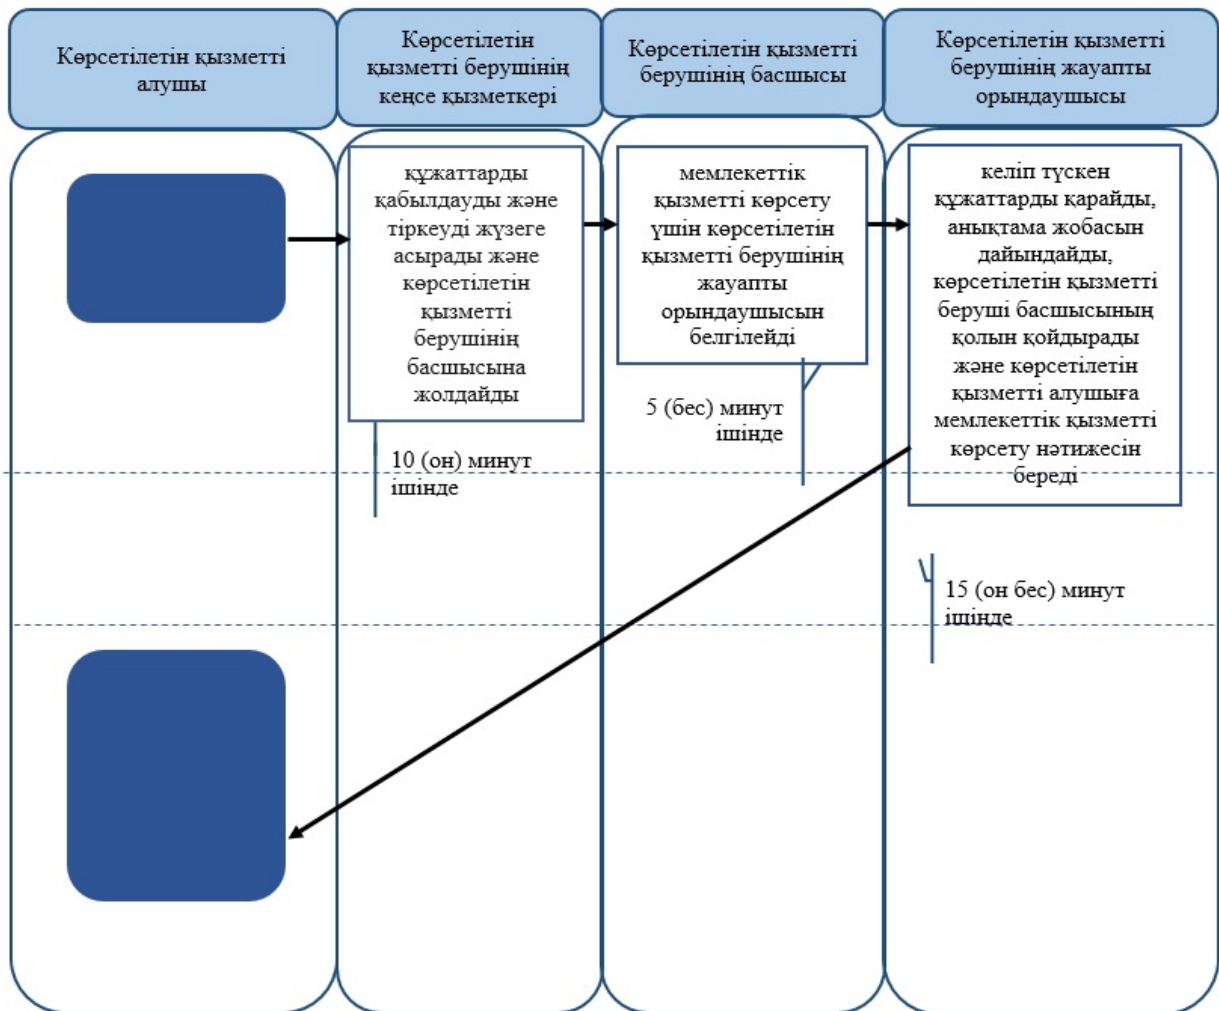 Көрсетілетін қызметті
алушы
Көрсетілетін
қызметті берушінің
кеңсе қызметкері
Көрсетілетін қызметті
берушінің басшысы
Көрсетілетін қызметті
берушінің жауапты
орындаушысы
құжаттарды
қабылдауды және
тіркеуді жүзеге
асырады және
көрсетілетін
қызметті
берушінің
басшысына
жолдайды
10 (он) минут
ішінде
мемлекеттік
қызметті көрсету
үшін көрсетілетін
қызметті берушінің
жауапты
орындаушысын
белгілейді
5 (бес) минут
ішінде
келіп түскен
құжаттарды қарайды,
анықтама жобасын
дайындайды,
көрсетілетін қызметті
беруші басшысының
қолын қойдырады
және көрсетілетін
қызметті алушыға
мемлекеттік қызметті
көрсету нәтижесін
береді
15 (он бес) минут
ішінде